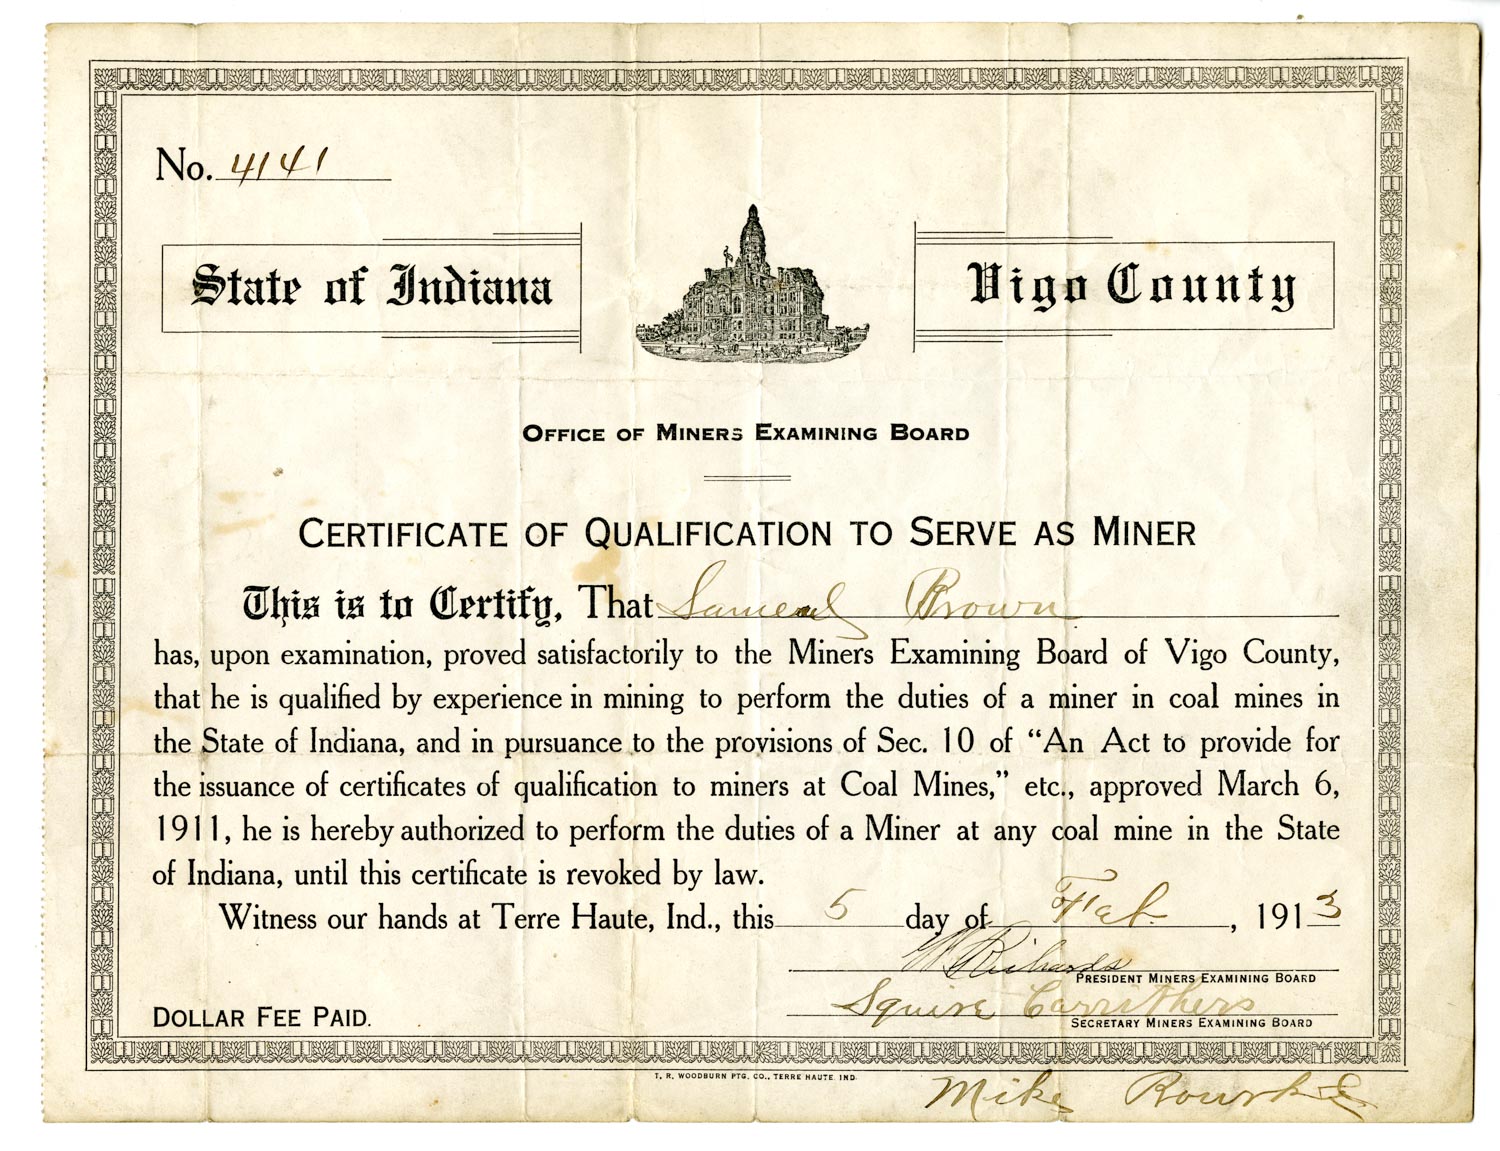 No. 4141
State of Indiana
Vigo County
OFFICE OF MINERS EXAMINING BOARD
CERTIFICATE OF QUALIFICATION TO SERVE AS MINER
This is to Certify, That Sameul Brown
has, upon examination, proved satisfactorily to the Miners Examining Board of Vigo County,
that he is qualified by experience in mining to perform the duties of a miner in coal mines in
the State of Indiana, and in pursuance to the provisions of Sec. 10 of “An Act to provide for
the issuance of certificates of qualification to miners at Coal Mines,” etc., approved March 6,
1911, he is hereby authorized to perform the duties of a Miner at any coal mine in the State
of Indiana, until this certificate is revoked by law.
Witness our hands at Terre Haute, Ind., this 5 day of Feb. , 1913
W Richards
PRESIDENT MINERS EXAMINING BOARD
Squire Carrithers
SECRETARY MINERS EXAMINING BOARD
DOLLAR FEE PAID.
T. R. WOODBURN PTG. CO., TERRE HAUTE, IND.
Mike Rourke